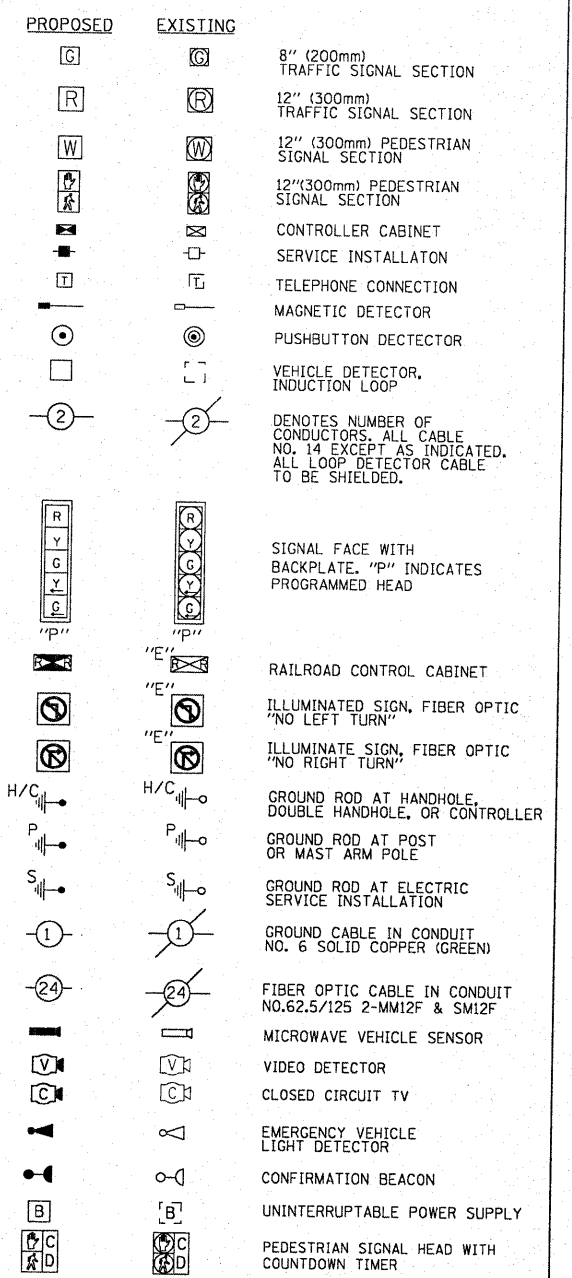 PROPOSED EXISTING
G G 8" (200mm)
TRAFFIC SIGNAL SECTION
R R 12" (300mm)
TRAFFIC SIGNAL SECTION
W W 12" (300mm) PEDESTRIAN
SIGNAL SECTION
12"(300mm) PEDESTRIAN
SIGNAL SECTION
CONTROLLER CABINET
SERVICE INSTALLATON
T T TELEPHONE CONNECTION
MAGNETIC DETECTOR
PUSHBUTTON DECTECTOR
VEHICLE DETECTOR,
INDUCTION LOOP
2 2 DENOTES NUMBER OF
CONDUCTORS. ALL CABLE
NO. 14 EXCEPT AS INDICATED.
ALL LOOP DETECTOR CABLE
TO BE SHIELDED.
R R
Y Y SIGNAL FACE WITH
G G BACKPLATE. "P" INDICATES
Y Y PROGRAMMED HEAD
G G
"P" "P"
"E"
R R R R RAILROAD CONTROL CABINET
"E"
ILLUMINATED SIGN, FIBER OPTIC
"NO LEFT TURN"
"E"
ILLUMINATE SIGN, FIBER OPTIC
"NO RIGHT TURN"
H/C H/C GROUND ROD AT HANDHOLE,
DOUBLE HANDHOLE, OR CONTROLLER
P P GROUND ROD AT POST
OR MAST ARM POLE
S S GROUND ROD AT ELECTRIC
SERVICE INSTALLATION
1 1 GROUND CABLE IN CONDUIT
NO. 6 SOLID COPPER (GREEN)
24 24 FIBER OPTIC CABLE IN CONDUIT
NO.62.5/125 2-MM12F & SM12F
MICROWAVE VEHICLE SENSOR
V V VIDEO DETECTOR
C C CLOSED CIRCUIT TV
EMERGENCY VEHICLE
LIGHT DETECTOR
CONFIRMATION BEACON
B B UNINTERRUPTABLE POWER SUPPLY
C C PEDESTRIAN SIGNAL HEAD WITH
D D COUNTDOWN TIMER